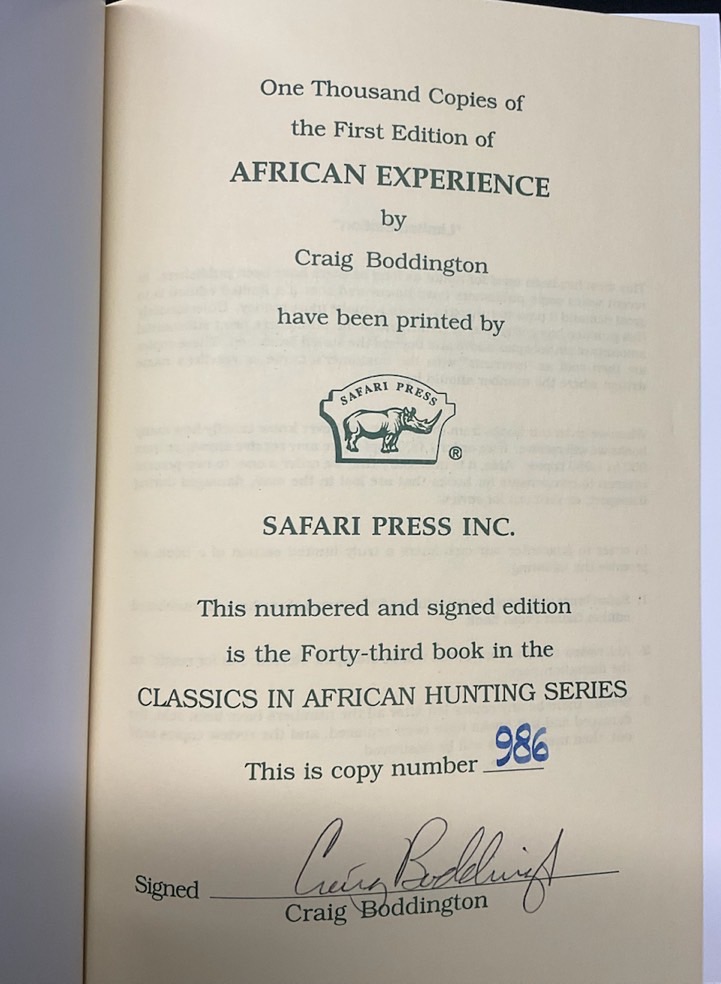 One Thousand Copies of
the First Edition of
AFRICAN EXPERIENCE
by
Craig Boddington
have been printed by
SAFARI PRESS
®
SAFARI PRESS INC.
This numbered and signed edition
is the Forty-third book in the
CLASSICS IN AFRICAN HUNTING SERIES
This is copy number 986
Signed Craig Boddington
Craig Boddington